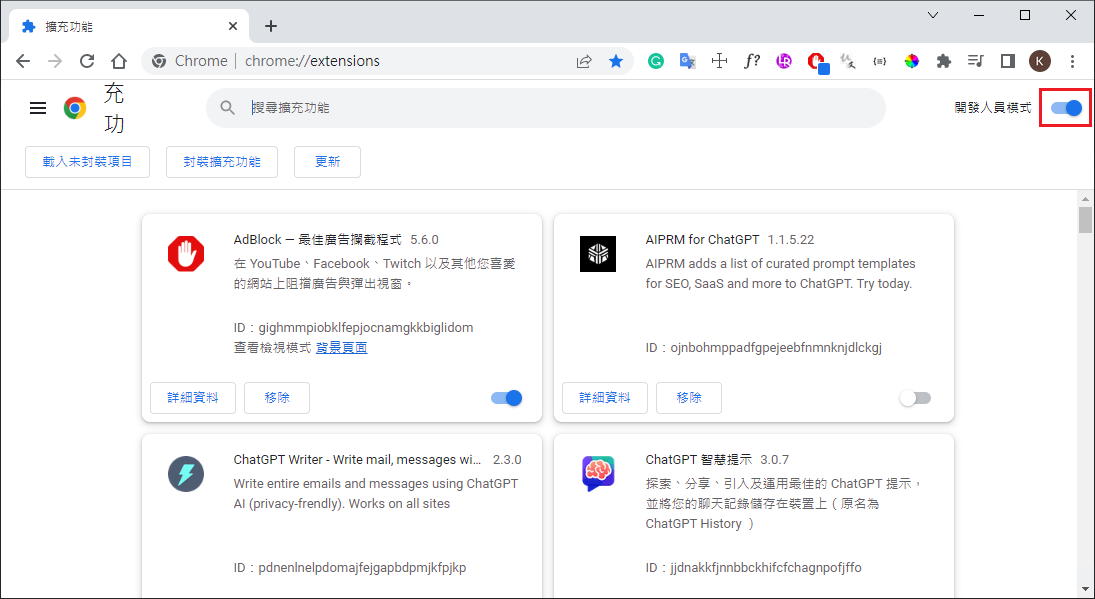 擴充功能
Chrome | chrome://extensions
f?
K
充
功
搜尋擴充功能
開發人員模式
載入未封裝項目
封裝擴充功能
更新
AdBlock — 最佳廣告攔截程式 5.6.0
在 YouTube、Facebook、Twitch 以及其他您喜愛
的網站上阻擋廣告與彈出視窗。
ID：gighmmpiobklfepjocnamgkkbiglidom
查看檢視模式 背景頁面
詳細資料
移除
AIPRM for ChatGPT 1.1.5.22
AIPRM adds a list of curated prompt templates
for SEO, SaaS and more to ChatGPT. Try today.
ID：ojnbohmppadfgpejeebfnmnknjdlckgj
詳細資料
移除
ChatGPT Writer - Write mail, messages wi... 2.3.0
Write entire emails and messages using ChatGPT
AI (privacy-frendly). Works on all sites
ID：pdnenlnelpdomajfejgapbdpmjkfpjkp
ChatGPT 智慧提示 3.0.7
探索、分享、引入及運用最佳的 ChatGPT 提示，
並將您的聊天記錄儲存在裝置上（原名為
ChatGPT History ）
ID：jjdnakkfjnnbbckhifcfchagnpofjffo